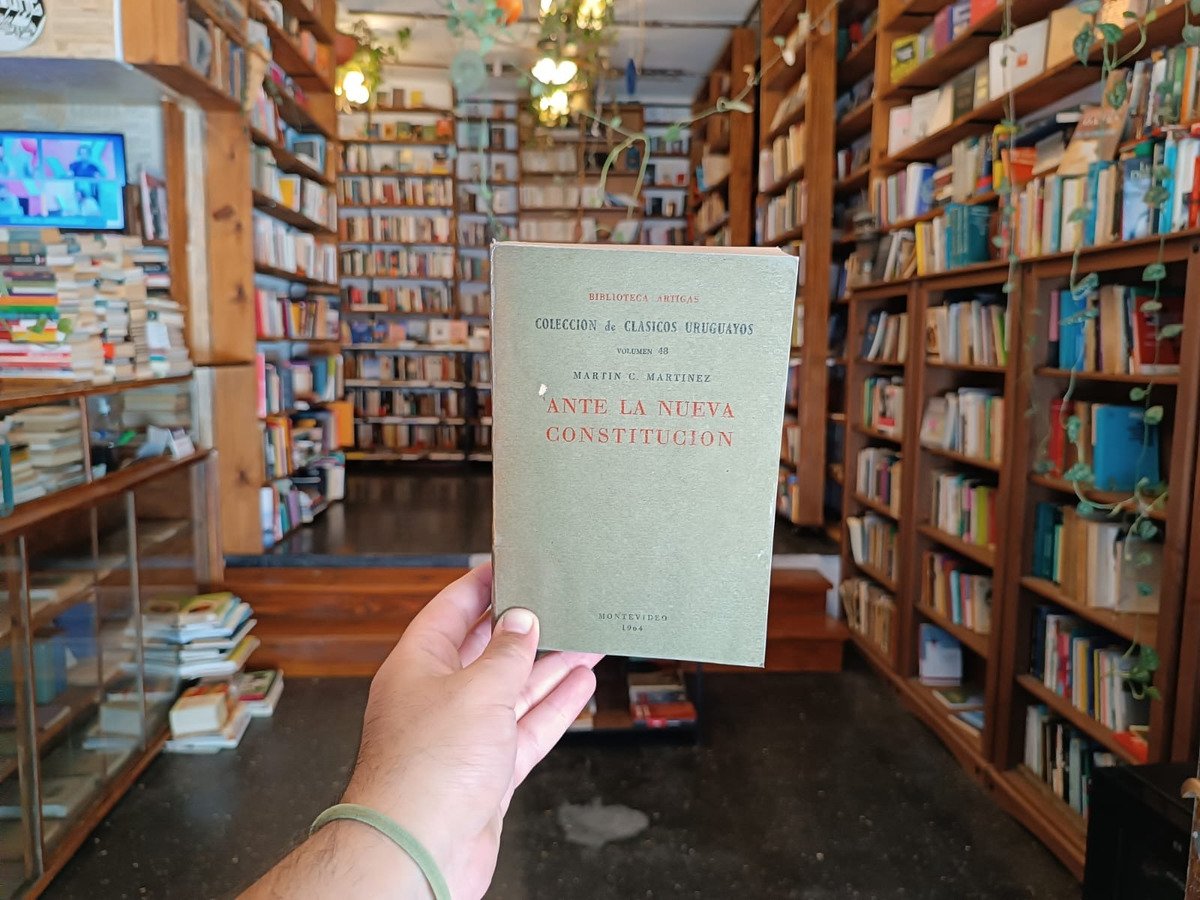 BIBLIOTECA ARTIGAS
COLECCION de CLASICOS URUGUAYOS
VOLUMEN 48
MARTIN C. MARTINEZ
ANTE LA NUEVA
CONSTITUCION
MONTEVIDEO
1964